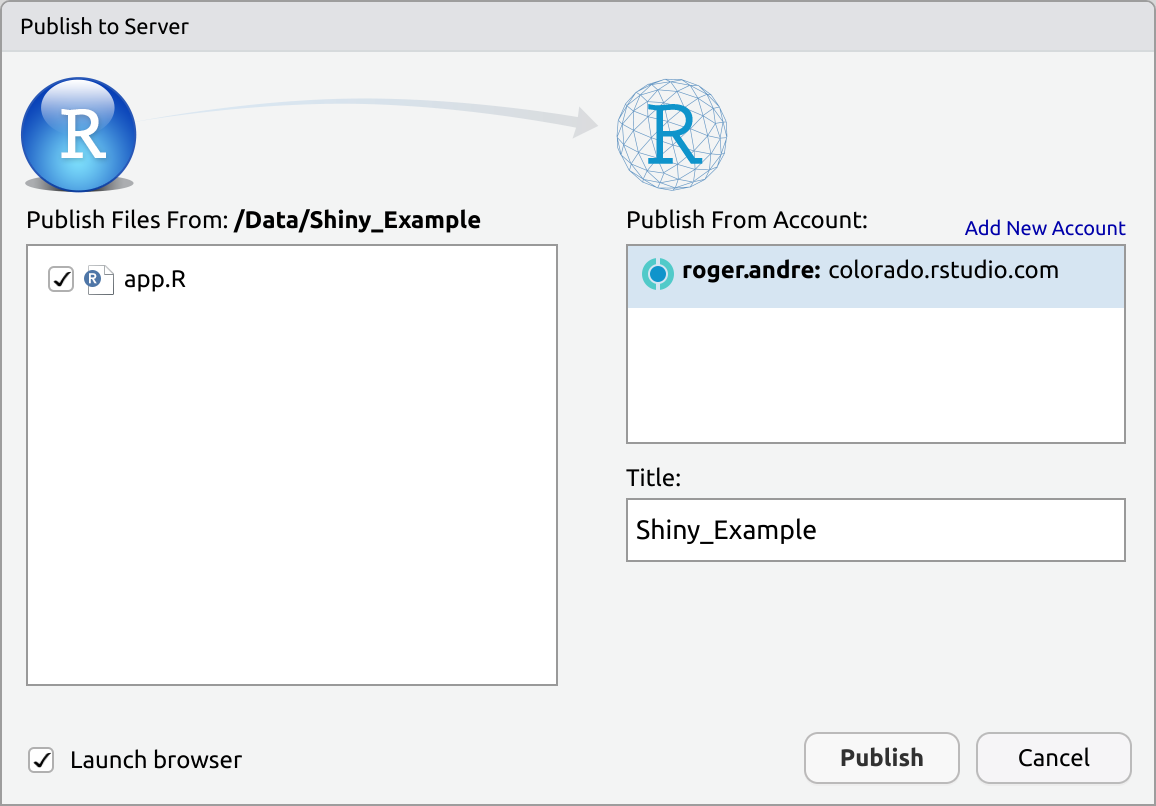 Publish to Server
R
R
Publish Files From: /Data/Shiny_Example
R
app.R
Publish From Account:
Add New Account
roger.andre: colorado.rstudio.com
Title:
Shiny_Example
Launch browser
Publish
Cancel